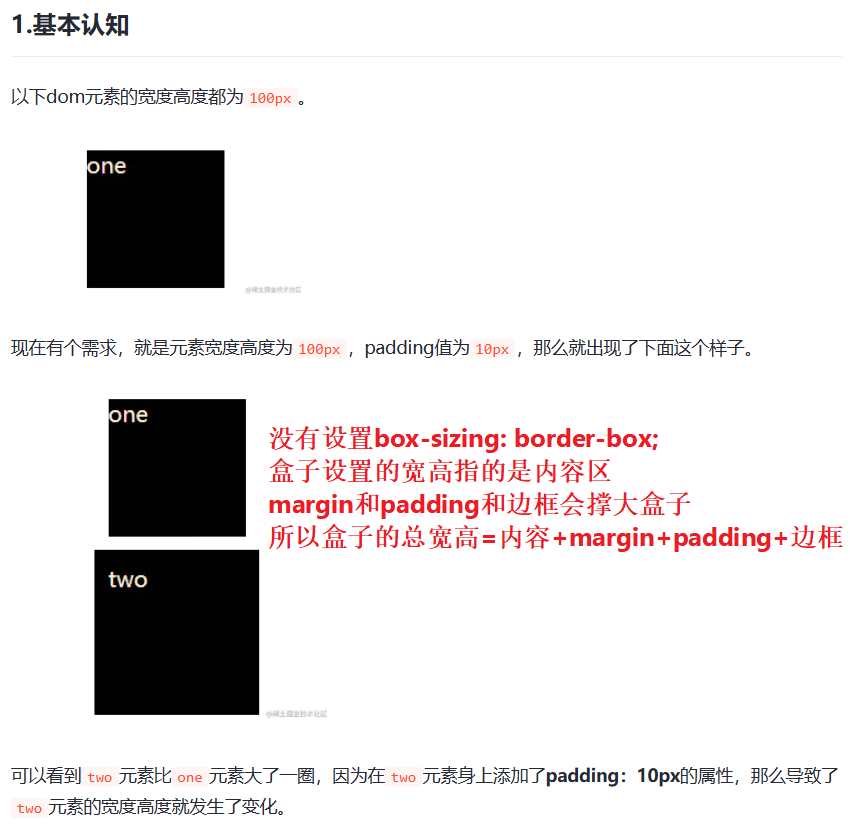 1.基本认知
以下dom元素的宽度高度都为 100px 。
one
@稀土掘金技术社区
现在有个需求，就是元素宽度高度为 100px ，padding值为 10px ，那么就出现了下面这个样子。
one
没有设置box-sizing: border-box;
盒子设置的宽高指的是内容区
margin和padding和边框会撑大盒子
所以盒子的总宽高=内容+margin+padding+边框
two
@稀土掘金技术社区
可以看到 two 元素比 one 元素大了一圈，因为在 two 元素身上添加了padding：10px的属性，那么导致了
two 元素的宽度高度就发生了变化。